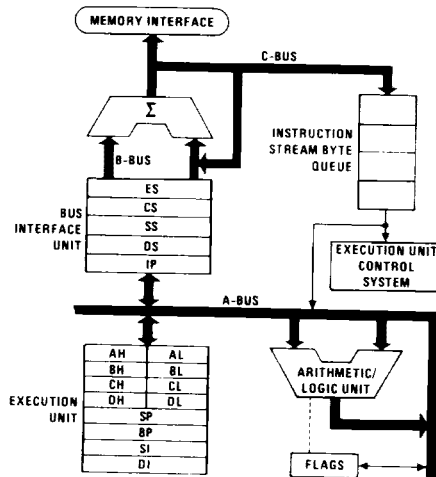 MEMORY INTERFACE
C-BUS
Σ
B-BUS
INSTRUCTION
STREAM BYTE
QUEUE
ES
CS
SS
DS
IP
BUS
INTERFACE
UNIT
EXECUTION UNIT
CONTROL
SYSTEM
A-BUS
AH AL
BH BL
CH CL
DH DL
SP
BP
SI
DI
EXECUTION
UNIT
ARITHMETIC/
LOGIC UNIT
FLAGS